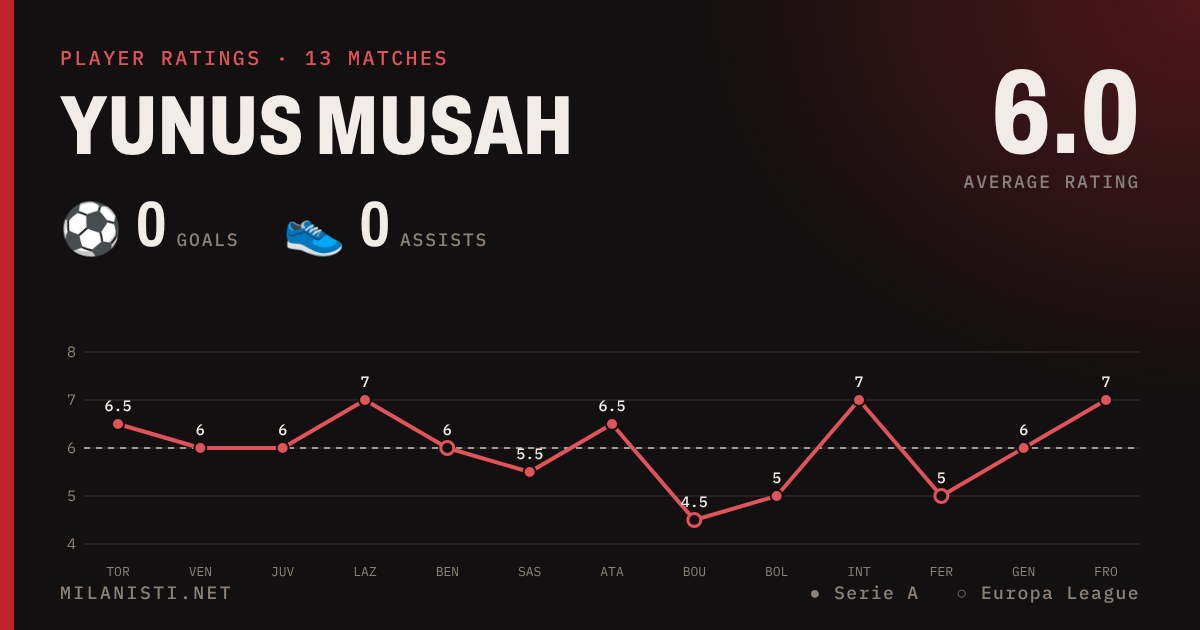 PLAYER RATINGS · 13 MATCHES
YUNUS MUSAH
6.0
AVERAGE RATING
0 GOALS 0 ASSISTS
8
7
6
5
4
6.5 6 6 7 6 5.5 6.5 4.5 5 7 5 6 7
TOR VEN JUV LAZ BEN SAS ATA BOU BOL INT FER GEN FRO
MILANISTI.NET
● Serie A ○ Europa League